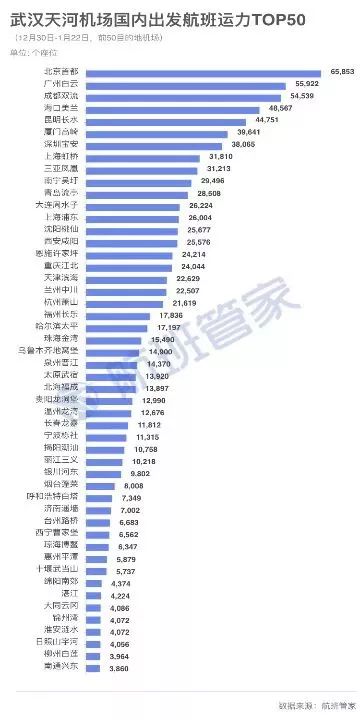 武汉天河机场国内出发航班运力TOP50
(12月30日-1月22日,前50目的地机场)
单位:个座位
北京首都 65,853
广州白云 55,922
成都双流 54,539
海口美兰 48,567
昆明长水 44,751
厦门高崎 39,641
深圳宝安 38,065
上海虹桥 31,810
三亚凤凰 31,213
南宁吴圩 29,496
青岛流亭 28,508
大连周水子 26,224
上海浦东 26,004
沈阳桃仙 25,677
西安咸阳 25,576
恩施许家坪 24,214
重庆江北 24,044
天津滨海 22,629
兰州中川 22,507
杭州萧山 21,619
福州长乐 17,836
哈尔滨太平 17,197
珠海金湾 15,490
乌鲁木齐地窝堡 14,900
泉州晋江 14,370
太原武宿 13,920
北海福成 13,897
贵阳龙洞堡 12,990
温州龙湾 12,676
长春龙嘉 11,812
宁波栎社 11,315
揭阳潮汕 10,758
丽江三义 10,218
银川河东 9,802
烟台蓬莱 8,008
呼和浩特白塔 7,349
济南遥墙 7,002
台州路桥 6,683
西宁曹家堡 6,562
琼海博鳌 6,347
惠州平潭 5,879
十堰武当山 5,737
绵阳南郊 4,374
湛江 4,224
大同云冈 4,086
锦州湾 4,072
淮安涟水 4,072
日照山字河 4,056
柳州白莲 3,964
南通兴东 3,860
航班管家
数据来源:航班管家